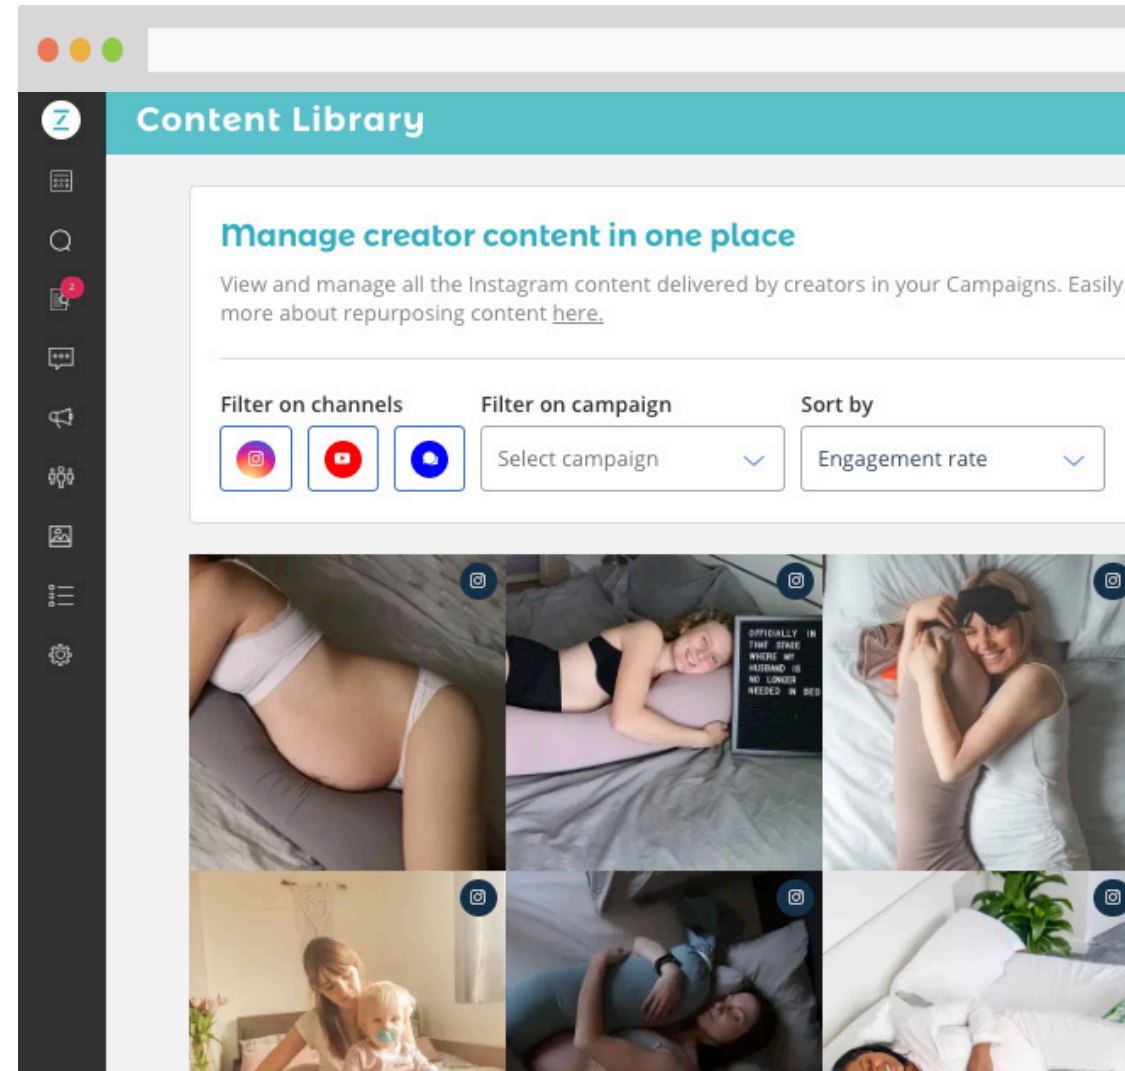 Z
Content Library
2
Manage creator content in one place
View and manage all the Instagram content delivered by creators in your Campaigns. Easily
more about repurposing content here.
Filter on channels
Filter on campaign
Sort by
Select campaign
Engagement rate
OFFICIALLY IN
THAT STAGE
WHERE MY
HUSBAND IS
NO LONGER
NEEDED IN BED